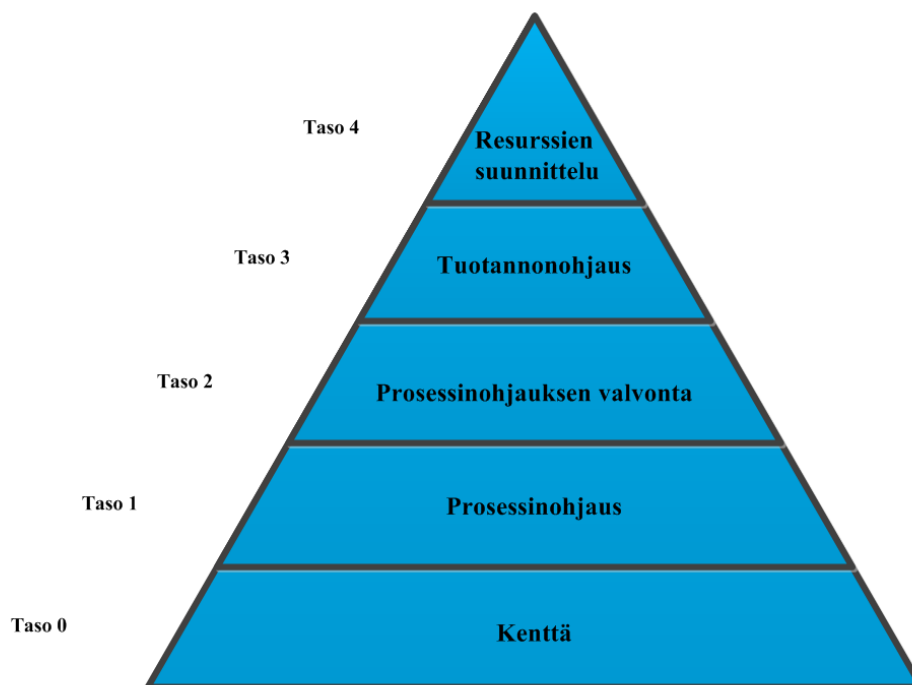 Taso 4
Resurssien
suunnittelu
Taso 3
Tuotannonohjaus
Taso 2
Prosessinohjauksen valvonta
Taso 1
Prosessinohjaus
Taso 0
Kenttä